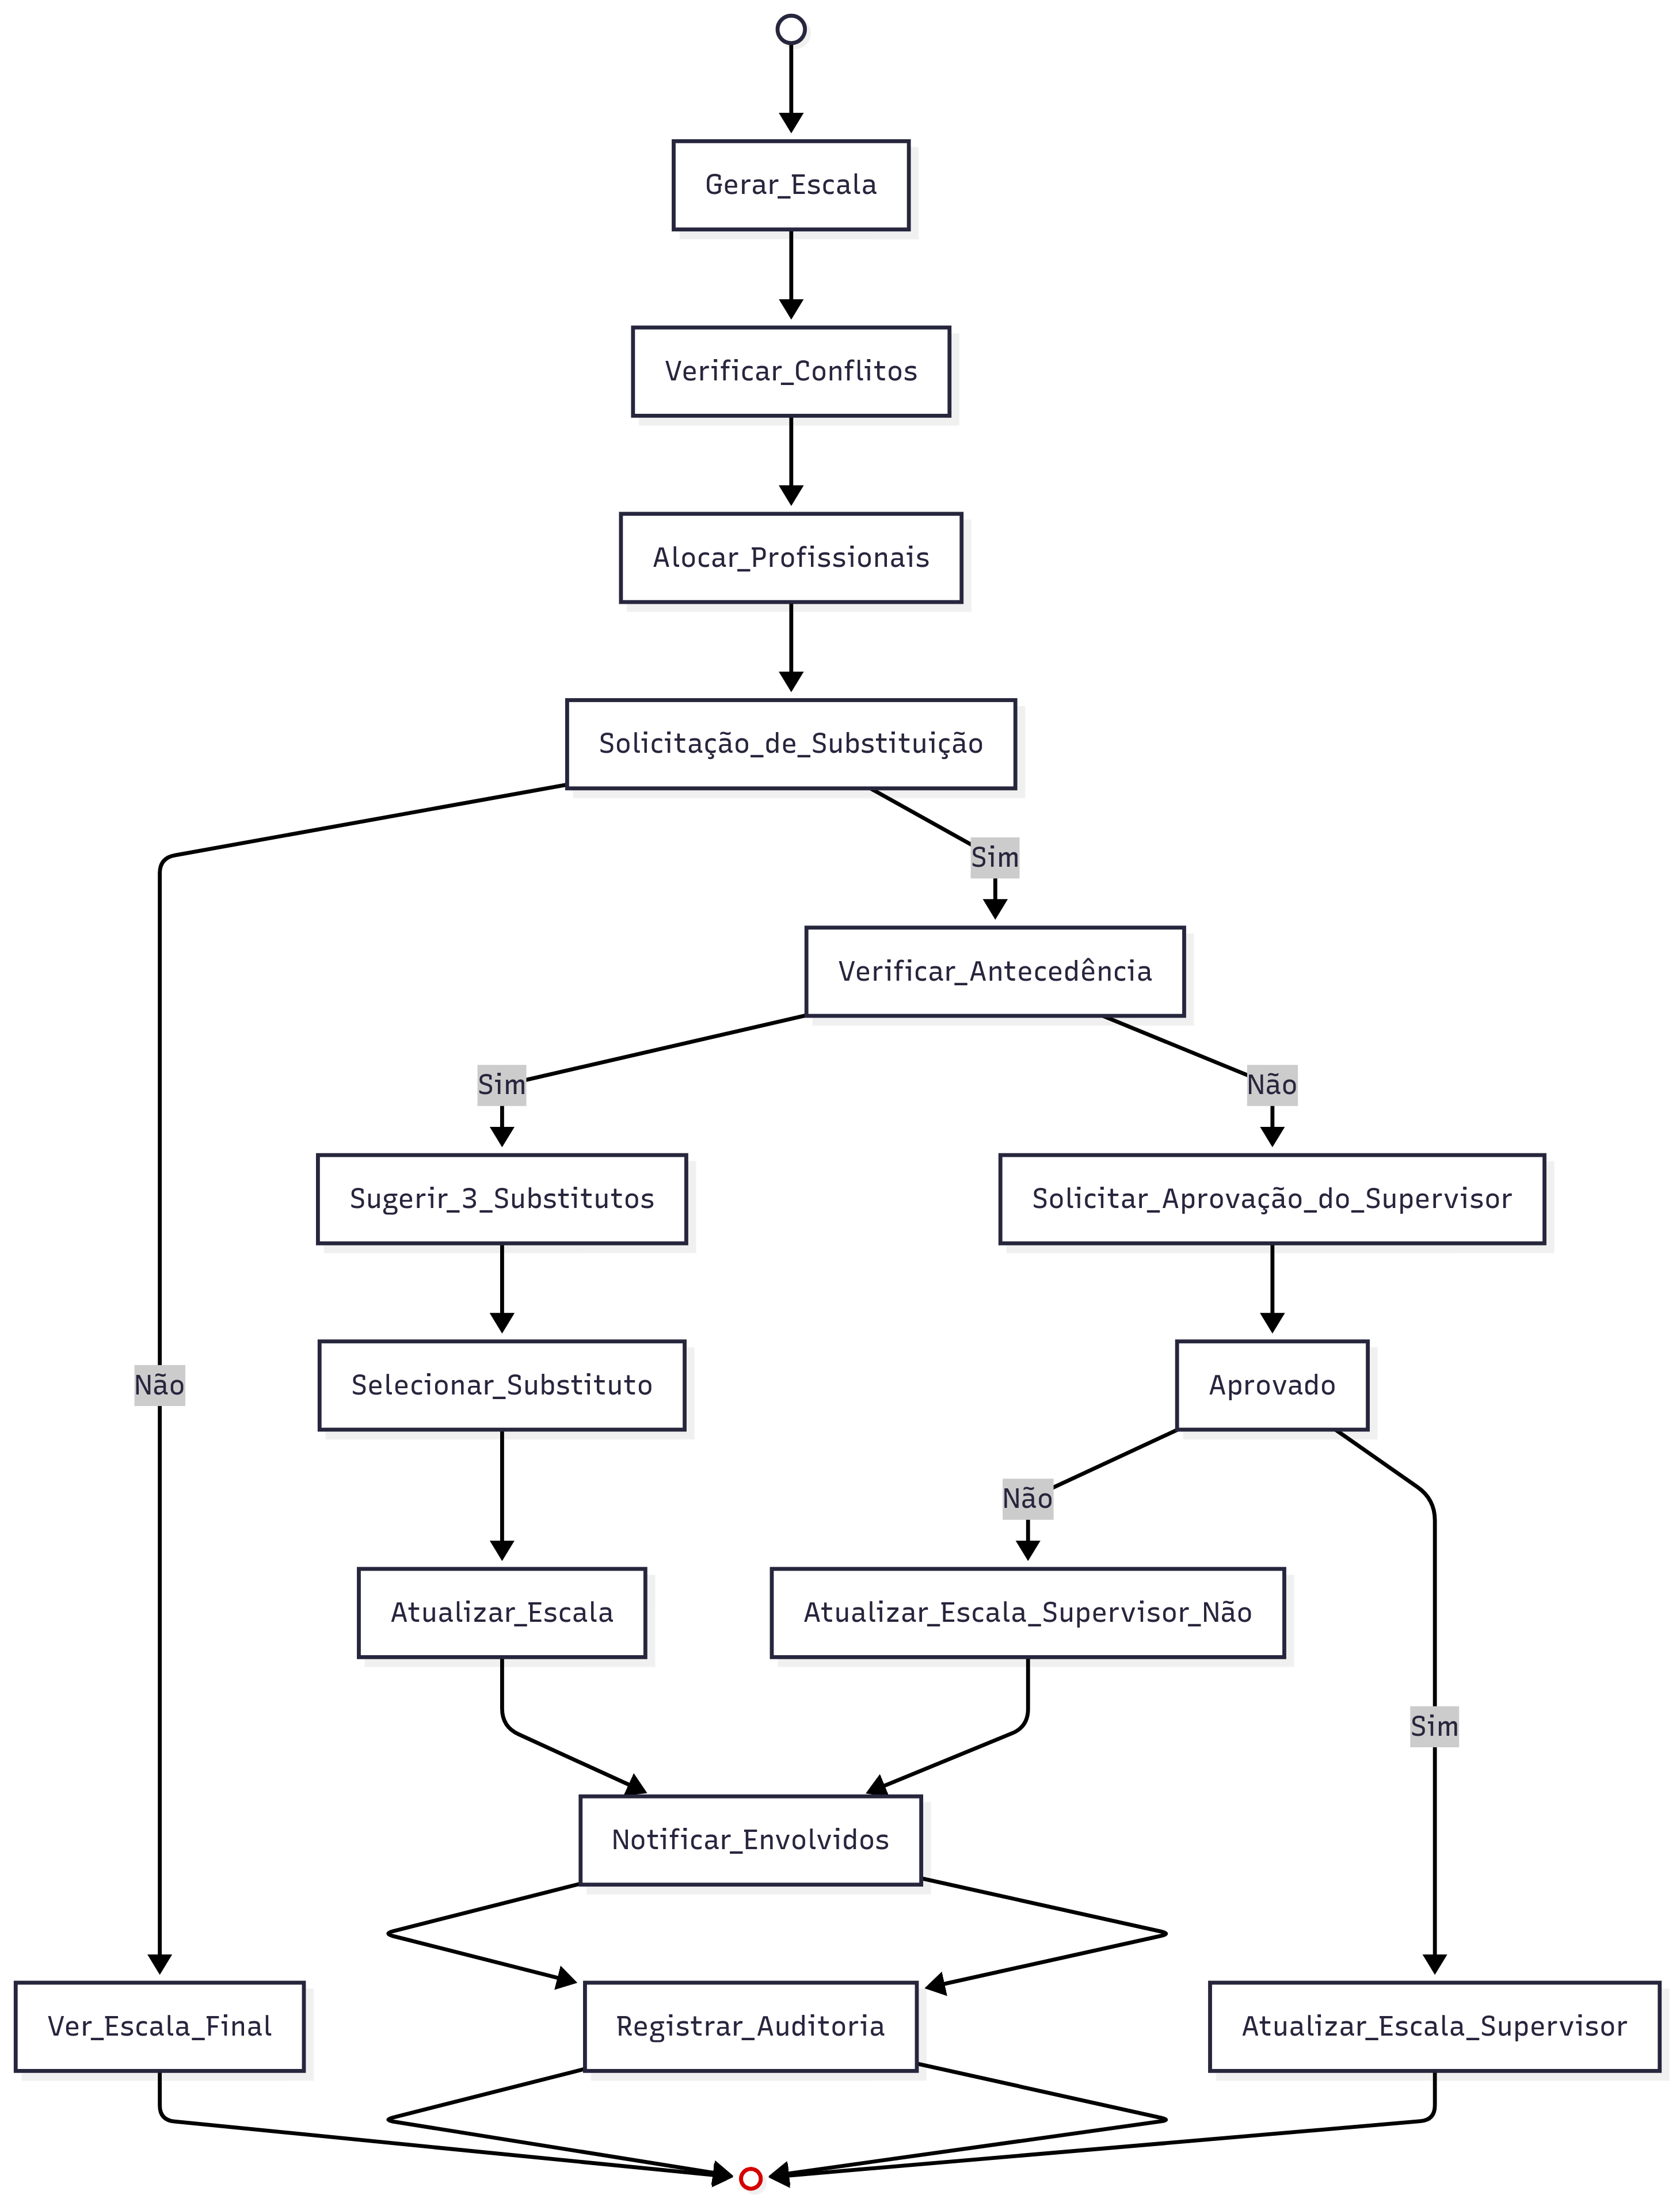 Gerar_Escala
Verificar_Conflitos
Alocar_Profissionais
Solicitação_de_Substituição
Sim
Verificar_Antecedência
Sim
Não
Sugerir_3_Substitutos
Solicitar_Aprovação_do_Supervisor
Não
Selecionar_Substituto
Aprovado
Não
Atualizar_Escala
Atualizar_Escala_Supervisor_Não
Sim
Notificar_Envolvidos
Ver_Escala_Final
Registrar_Auditoria
Atualizar_Escala_Supervisor